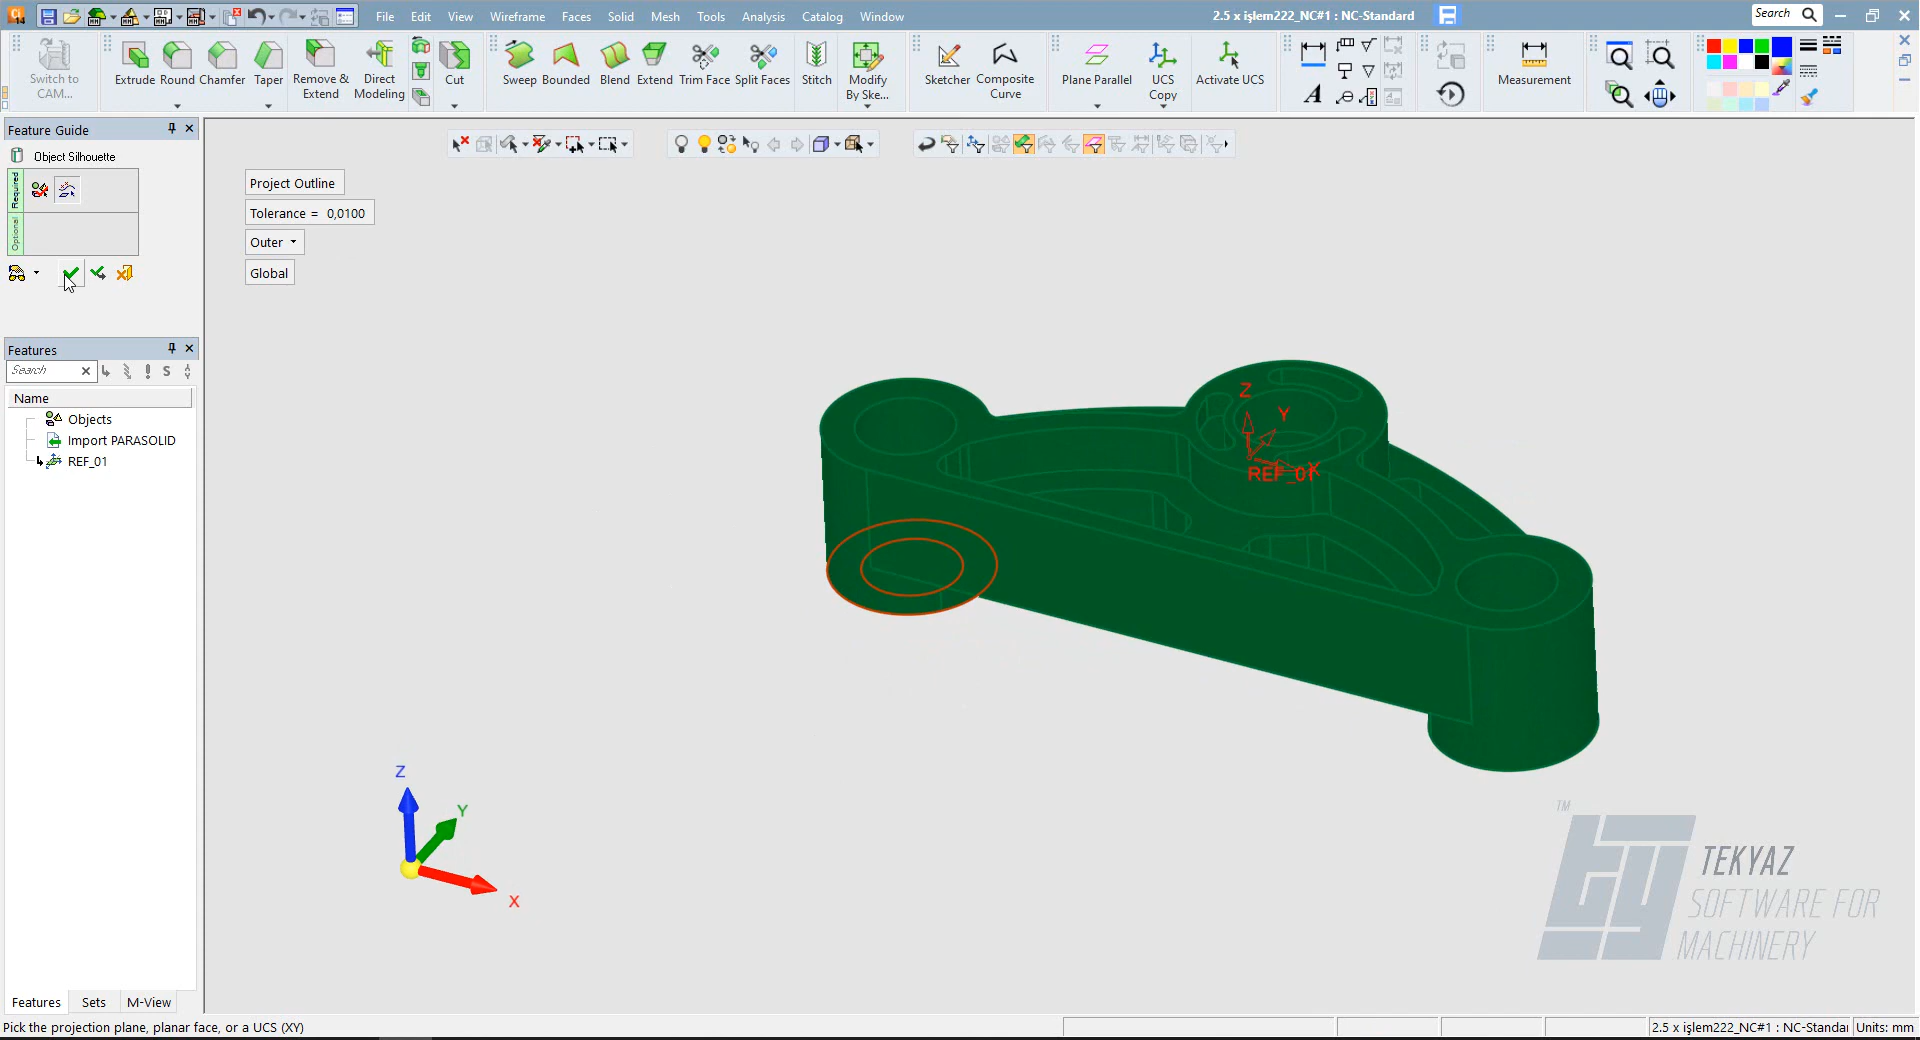 File Edit View Wireframe Faces Solid Mesh Tools Analysis Catalog Window
2.5 x işlem222_NC#1 : NC-Standard
Search
Switch to CAM...
Extrude Round Chamfer Taper
Remove & Extend
Direct Modeling
Cut
Sweep Bounded Blend Extend Trim Face Split Faces
Stitch
Modify By Ske...
Sketcher
Composite Curve
Plane Parallel
UCS Copy
Activate UCS
Measurement
Feature Guide
Object Silhouette
Required
Optional
Project Outline
Tolerance = 0,0100
Outer
Global
Features
Search
Name
Objects
Import PARASOLID
REF_01
Z
Y
X
REF_01
Z
Y
X
TM
TEKYAZ
SOFTWARE FOR
MACHINERY
Features Sets M-View
Pick the projection plane, planar face, or a UCS (XY)
2.5 x işlem222_NC#1 : NC-Standar
Units: mm